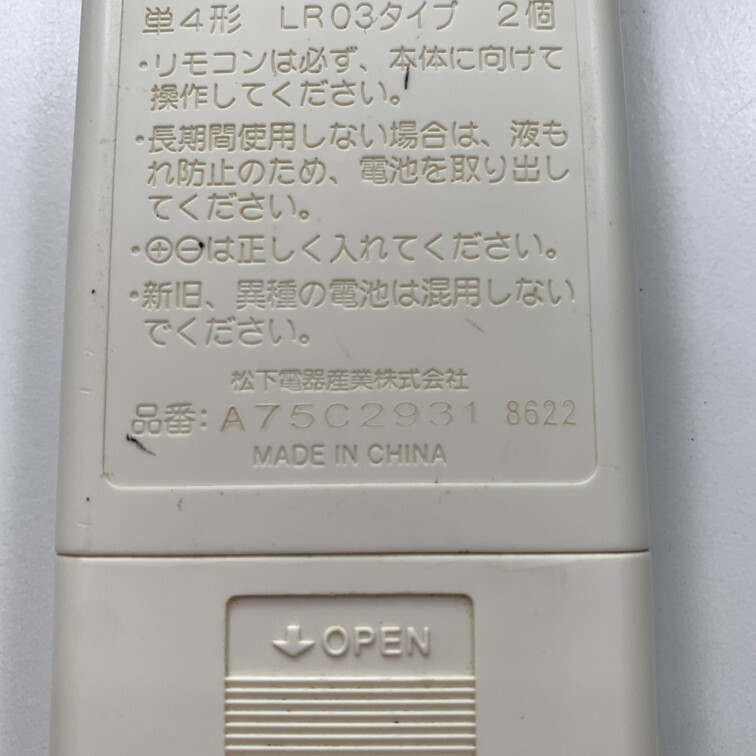 単4形 LR03タイプ 2個
・リモコンは必ず、本体に向けて
操作してください。
・長期間使用しない場合は、液も
れ防止のため、電池を取り出し
てください。
・⊕⊖は正しく入れてください。
・新旧、異種の電池は混用しない
でください。
松下電器産業株式会社
品番: A75C2931 8622
MADE IN CHINA
OPEN